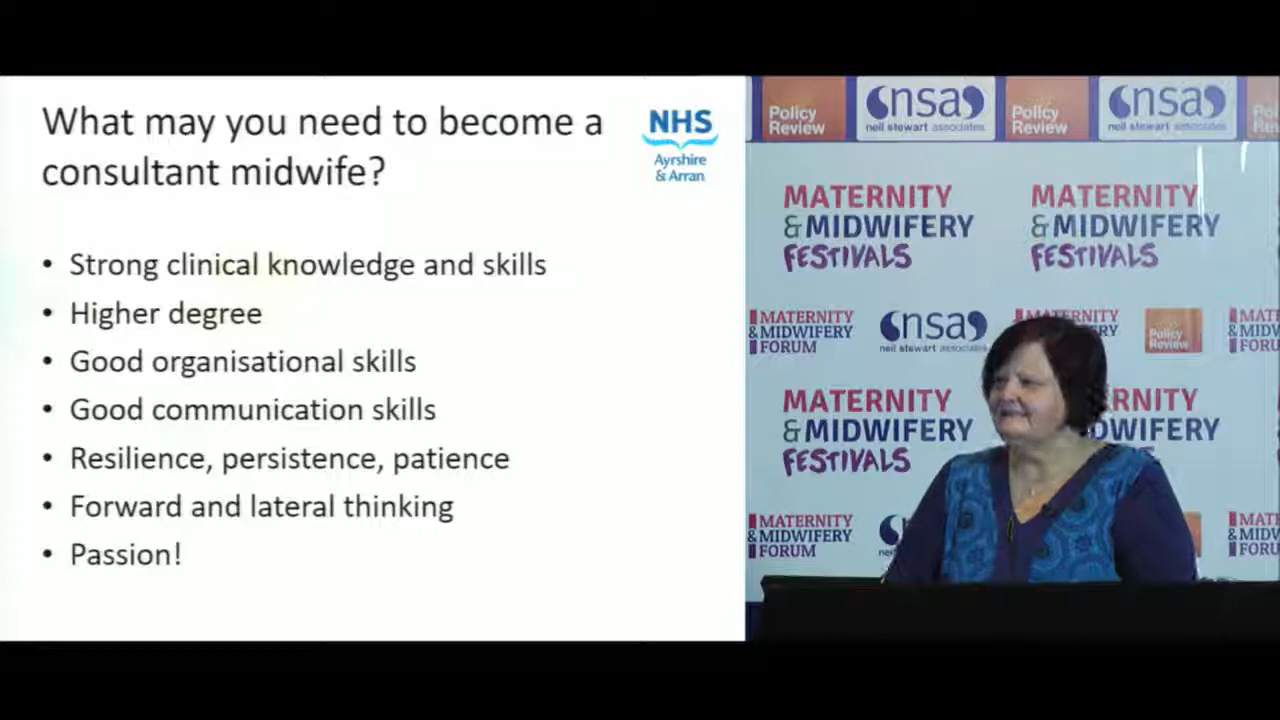 What may you need to become a
consultant midwife?
NHS
Ayrshire
& Arran
• Strong clinical knowledge and skills
• Higher degree
• Good organisational skills
• Good communication skills
• Resilience, persistence, patience
• Forward and lateral thinking
• Passion!
Policy
Review
nsa
neil stewart associates
Policy
Review
nsa
neil stewart associates
MATERNITY
& MIDWIFERY
FESTIVALS
MATERNITY
& MIDWIFERY
FESTIVALS
MATERNITY
& MIDWIFERY
FORUM
nsa
neil stewart associates
Policy
Review
MATERNITY
& MIDWIFERY
FESTIVALS
MATERNITY
& MIDWIFERY
FORUM